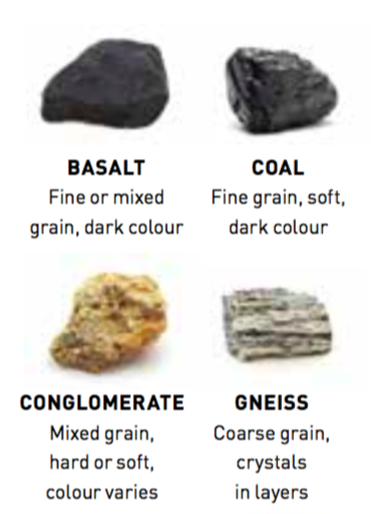 BASALT
Fine or mixed
grain, dark colour
COAL
Fine grain, soft,
dark colour
CONGLOMERATE
Mixed grain,
hard or soft,
colour varies
GNEISS
Coarse grain,
crystals
in layers